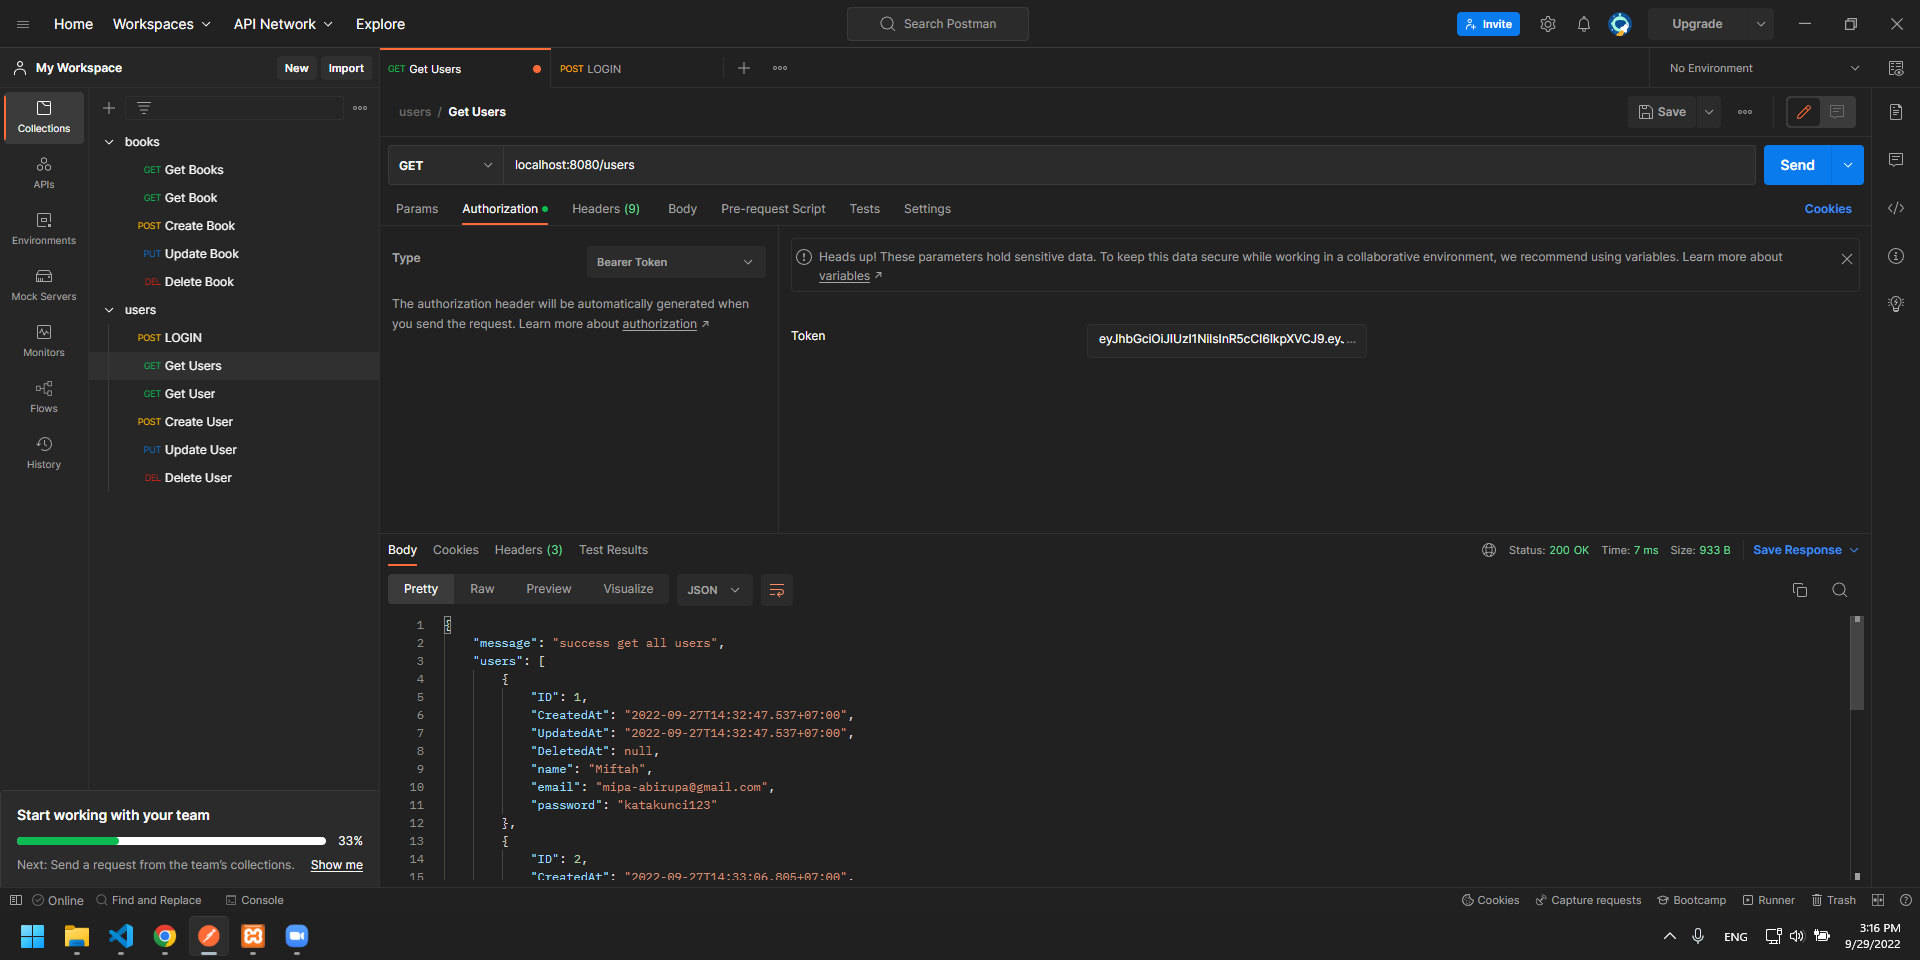 Home Workspaces API Network Explore Search Postman Invite Upgrade
My Workspace New Import GET Get Users POST LOGIN No Environment
Collections
APIs
Environments
Mock Servers
Monitors
Flows
History
books
GET Get Books
GET Get Book
POST Create Book
PUT Update Book
DEL Delete Book
users
POST LOGIN
GET Get Users
GET Get User
POST Create User
PUT Update User
DEL Delete User
Start working with your team
33%
Next: Send a request from the team's collections. Show me
users / Get Users Save
GET localhost:8080/users Send
Params Authorization Headers (9) Body Pre-request Script Tests Settings Cookies
Type Bearer Token
The authorization header will be automatically generated when
you send the request. Learn more about authorization ↗
Heads up! These parameters hold sensitive data. To keep this data secure while working in a collaborative environment, we recommend using variables. Learn more about
variables ↗
Token eyJhbGciOiJIUzI1NiIsInR5cCI6IkpXVCJ9.ey. ...
Body Cookies Headers (3) Test Results Status: 200 OK Time: 7 ms Size: 933 B Save Response
Pretty Raw Preview Visualize JSON
1 {
2 "message": "success get all users",
3 "users": [
4 {
5 "ID": 1,
6 "CreatedAt": "2022-09-27T14:32:47.537+07:00",
7 "UpdatedAt": "2022-09-27T14:32:47.537+07:00",
8 "DeletedAt": null,
9 "name": "Miftah",
10 "email": "mipa-abirupa@gmail.com",
11 "password": "katakunci123"
12 },
13 {
14 "ID": 2,
15 "CreatedAt": "2022-09-27T14:33:06.805+07:00",
Online Find and Replace Console Cookies Capture requests Bootcamp Runner Trash
ENG 3:16 PM
9/29/2022